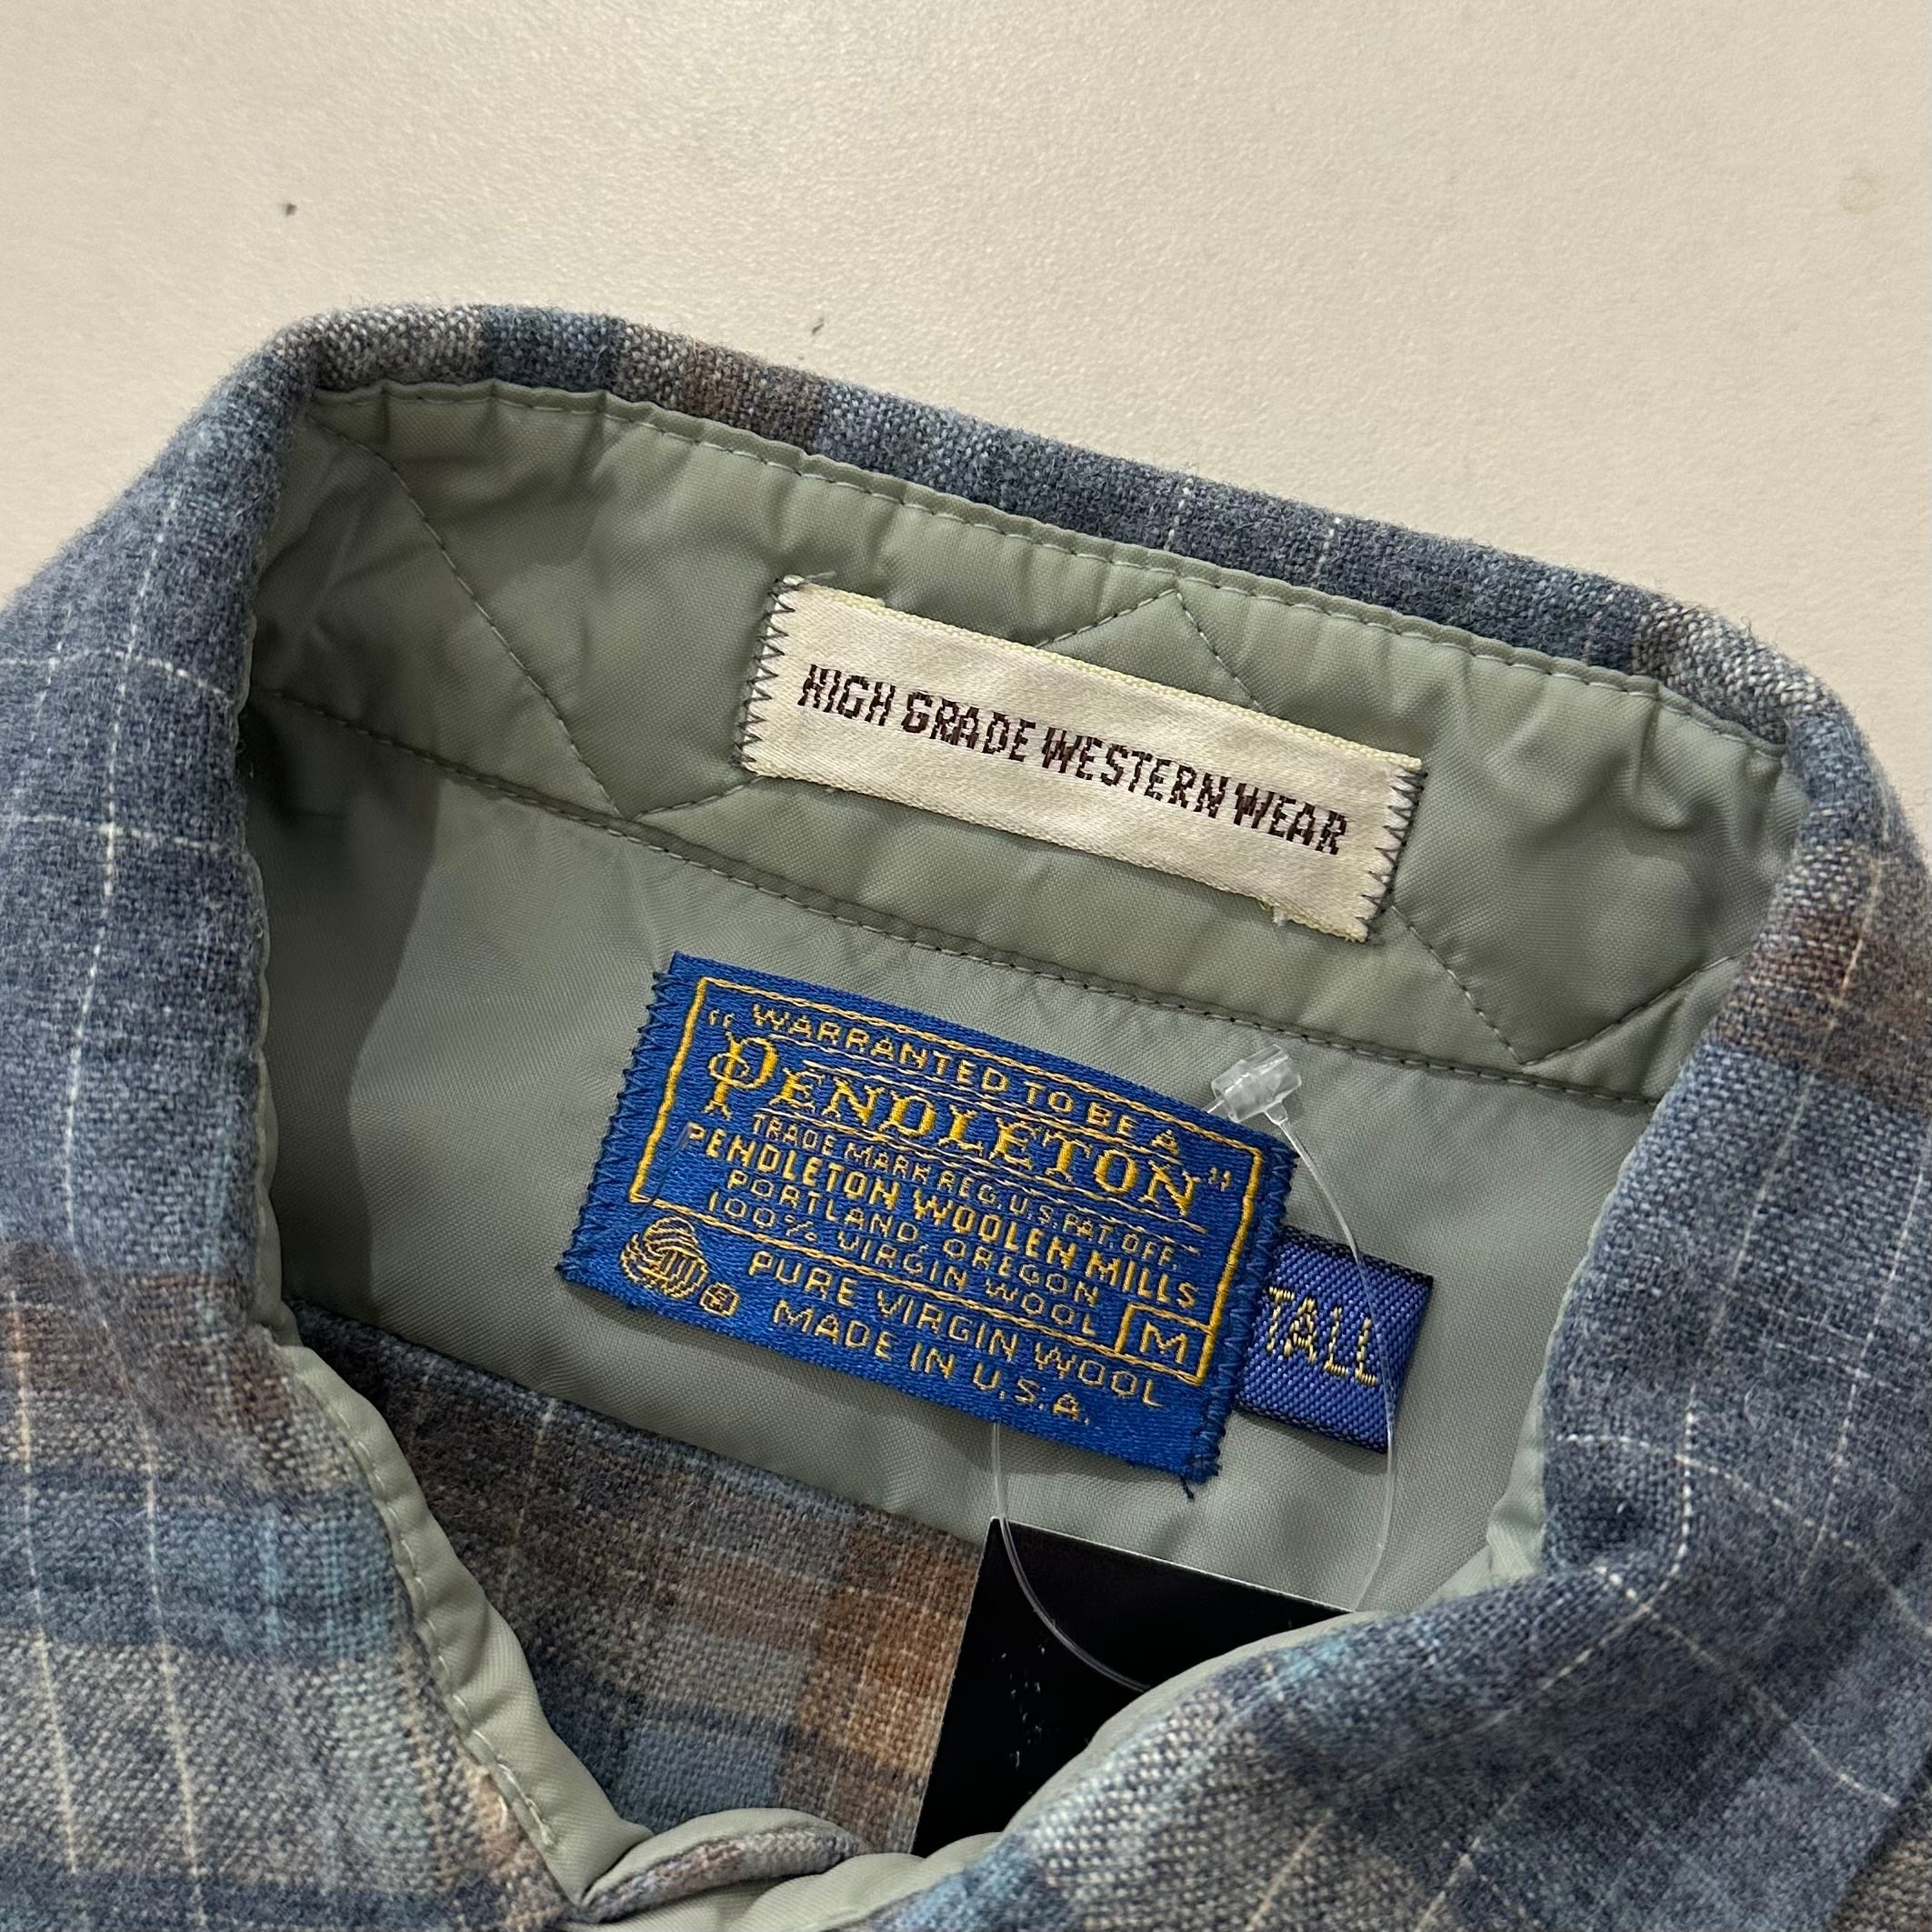 HIGH GRADE WESTERN WEAR
WARRANTED TO BE A
"PENDLETON"
TRADE MARK REG. U.S. PAT. OFF.
PENDLETON WOOLEN MILLS
PORTLAND, OREGON
100% VIRGIN WOOL
M
PURE VIRGIN WOOL
MADE IN U.S.A.
TALL